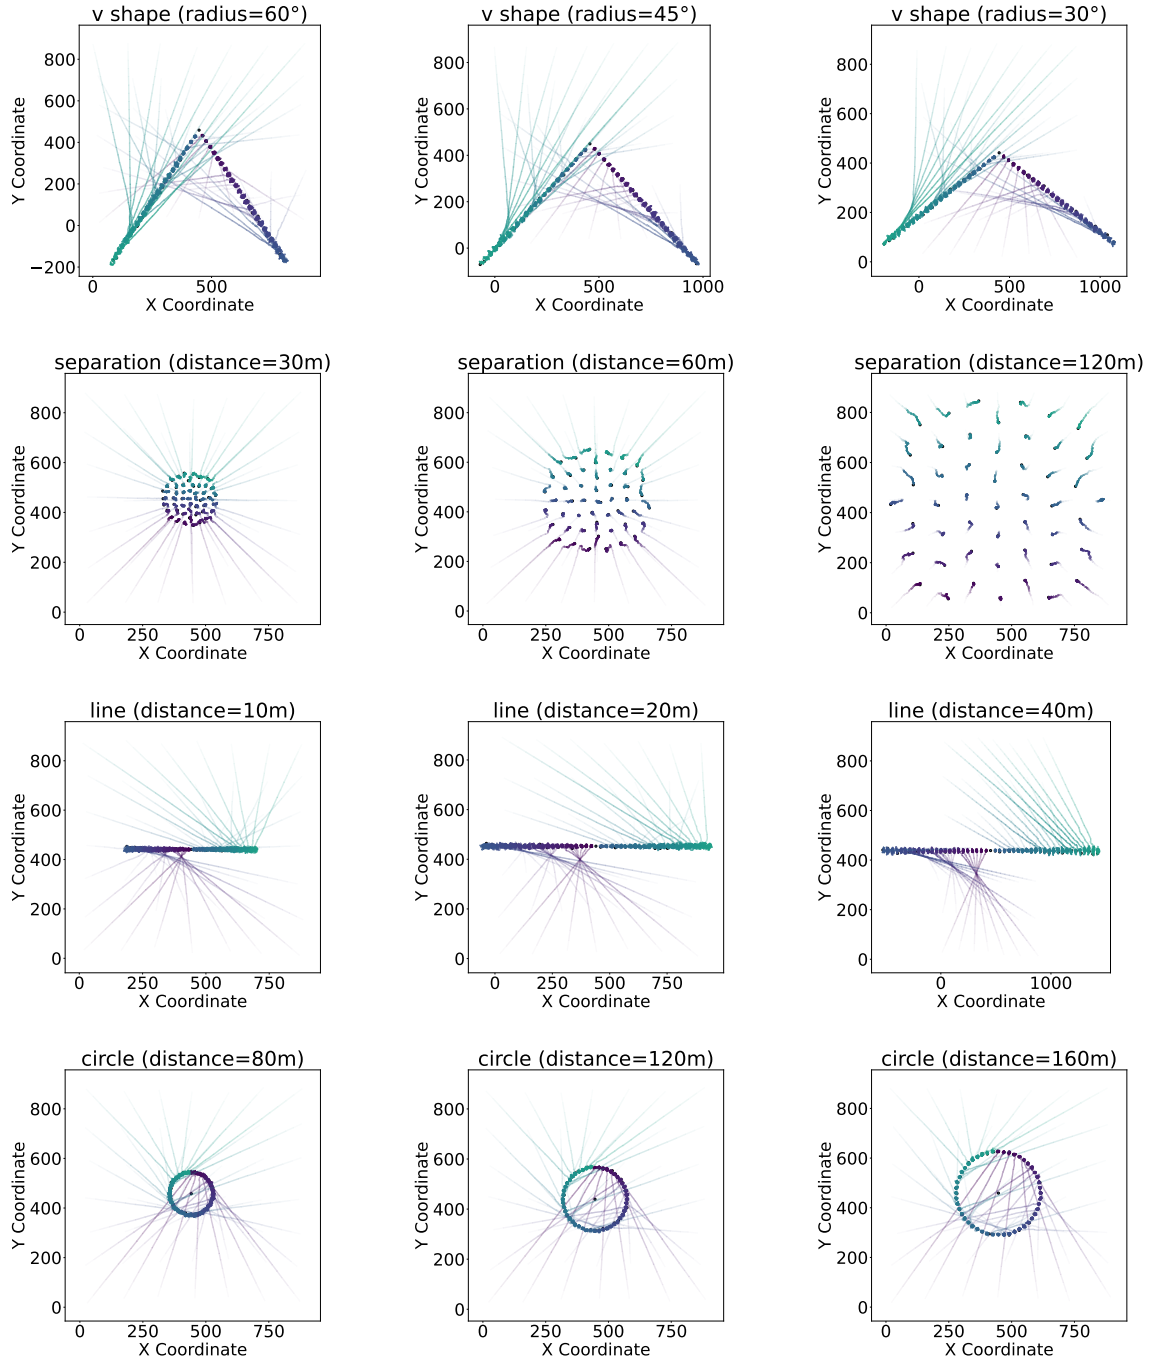 v shape (radius=60°)
v shape (radius=45°)
v shape (radius=30°)
Y Coordinate
800
600
400
200
0
−200
0
500
X Coordinate
Y Coordinate
800
600
400
200
0
0
500
1000
X Coordinate
Y Coordinate
800
600
400
200
0
0
500
1000
X Coordinate
separation (distance=30m)
separation (distance=60m)
separation (distance=120m)
Y Coordinate
800
600
400
200
0
0
250
500
750
X Coordinate
Y Coordinate
800
600
400
200
0
0
250
500
750
X Coordinate
Y Coordinate
800
600
400
200
0
0
250
500
750
X Coordinate
line (distance=10m)
line (distance=20m)
line (distance=40m)
Y Coordinate
800
600
400
200
0
0
250
500
750
X Coordinate
Y Coordinate
800
600
400
200
0
0
250
500
750
X Coordinate
Y Coordinate
800
600
400
200
0
0
1000
X Coordinate
circle (distance=80m)
circle (distance=120m)
circle (distance=160m)
Y Coordinate
800
600
400
200
0
0
250
500
750
X Coordinate
Y Coordinate
800
600
400
200
0
0
250
500
750
X Coordinate
Y Coordinate
800
600
400
200
0
0
250
500
750
X Coordinate